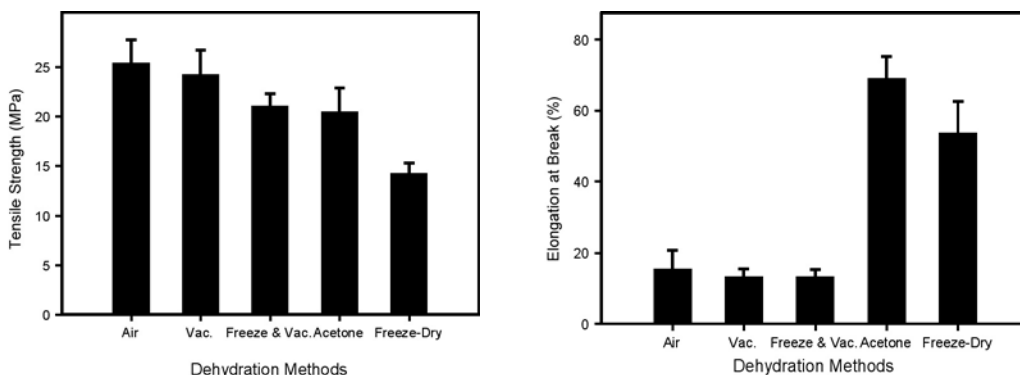 Tensile Strength (MPa)
25
20
15
10
5
0
Air Vac. Freeze & Vac. Acetone Freeze-Dry
Dehydration Methods
Elongation at Break (%)
80
60
40
20
0
Air Vac. Freeze & Vac. Acetone Freeze-Dry
Dehydration Methods